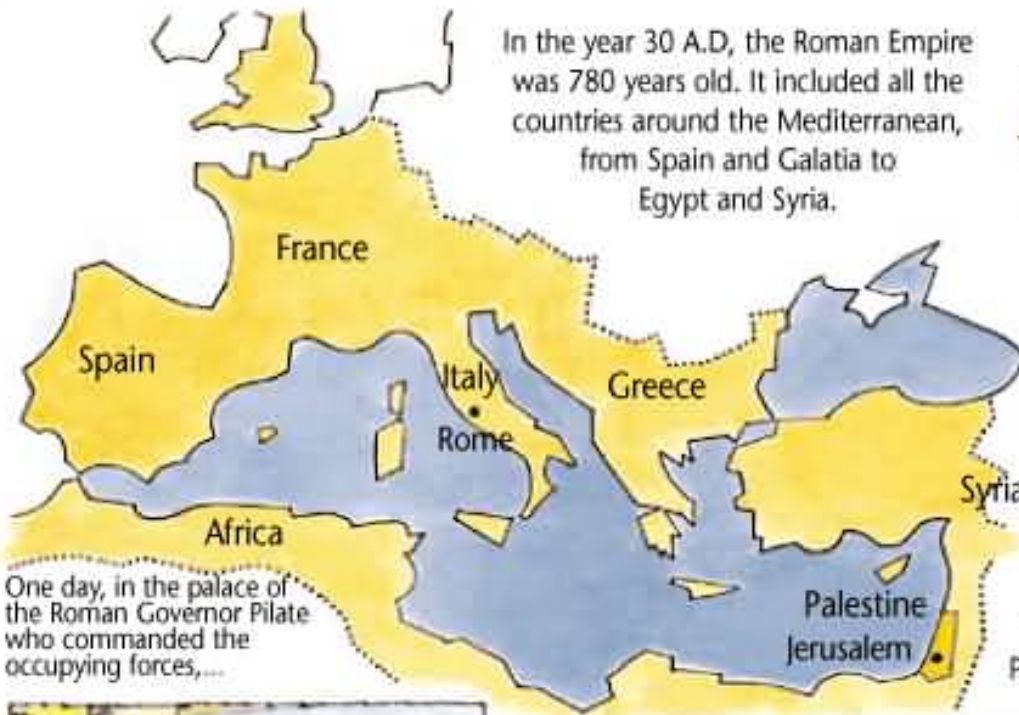 In the year 30 A.D, the Roman Empire
was 780 years old. It included all the
countries around the Mediterranean,
from Spain and Galatia to
Egypt and Syria.
France
Spain
Italy
Greece
Rome
Syria
Africa
One day, in the palace of
the Roman Governor Pilate
who commanded the
occupying forces,...
Palestine
Jerusalem